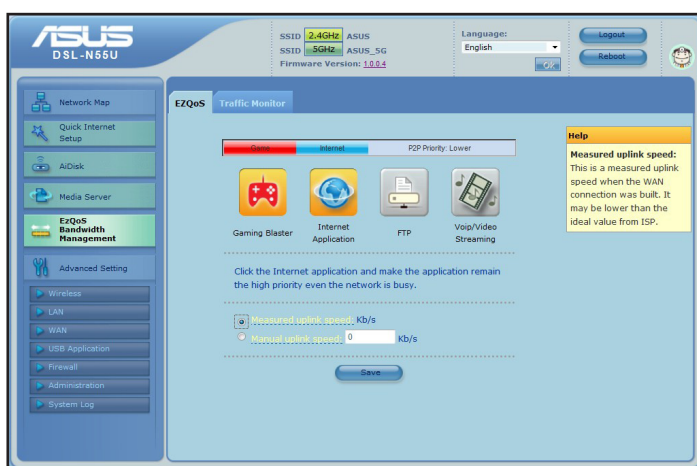 ASUS
DSL-N55U
SSID 2.4GHz ASUS
SSID 5GHz ASUS_5G
Firmware Version: 1.0.0.4
Language:
English
Ok
Logout
Reboot
Network Map
Quick Internet
Setup
AiDisk
Media Server
EzQoS
Bandwidth
Management
Advanced Setting
Wireless
LAN
WAN
USB Application
Firewall
Administration
System Log
EZQoS
Traffic Monitor
Game
Internet
P2P Priority: Lower
Gaming Blaster
Internet
Application
FTP
Voip/Video
Streaming
Click the Internet application and make the application remain
the high priority even the network is busy.
Measured uplink speed: Kb/s
Manual uplink speed: 0 Kb/s
Save
Help
Measured uplink speed:
This is a measured uplink
speed when the WAN
connection was built. It
may be lower than the
ideal value from ISP.